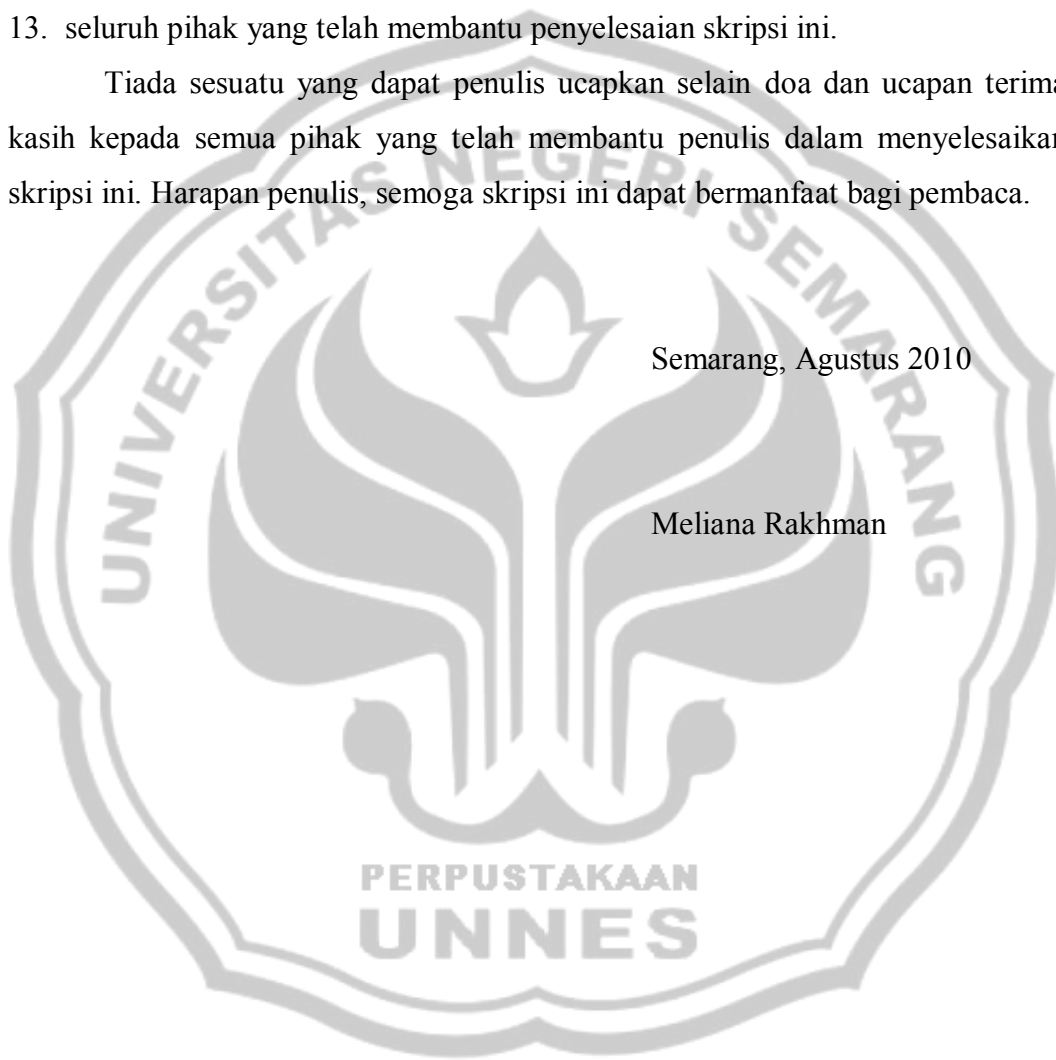 13. seluruh pihak yang telah membantu penyelesaian skripsi ini.
Tiada sesuatu yang dapat penulis ucapkan selain doa dan ucapan terima
kasih kepada semua pihak yang telah membantu penulis dalam menyelesaikan
skripsi ini. Harapan penulis, semoga skripsi ini dapat bermanfaat bagi pembaca.
Semarang, Agustus 2010
Meliana Rakhman
UNIVERSITAS NEGERI SEMARANG
PERPUSTAKAAN
UNNES